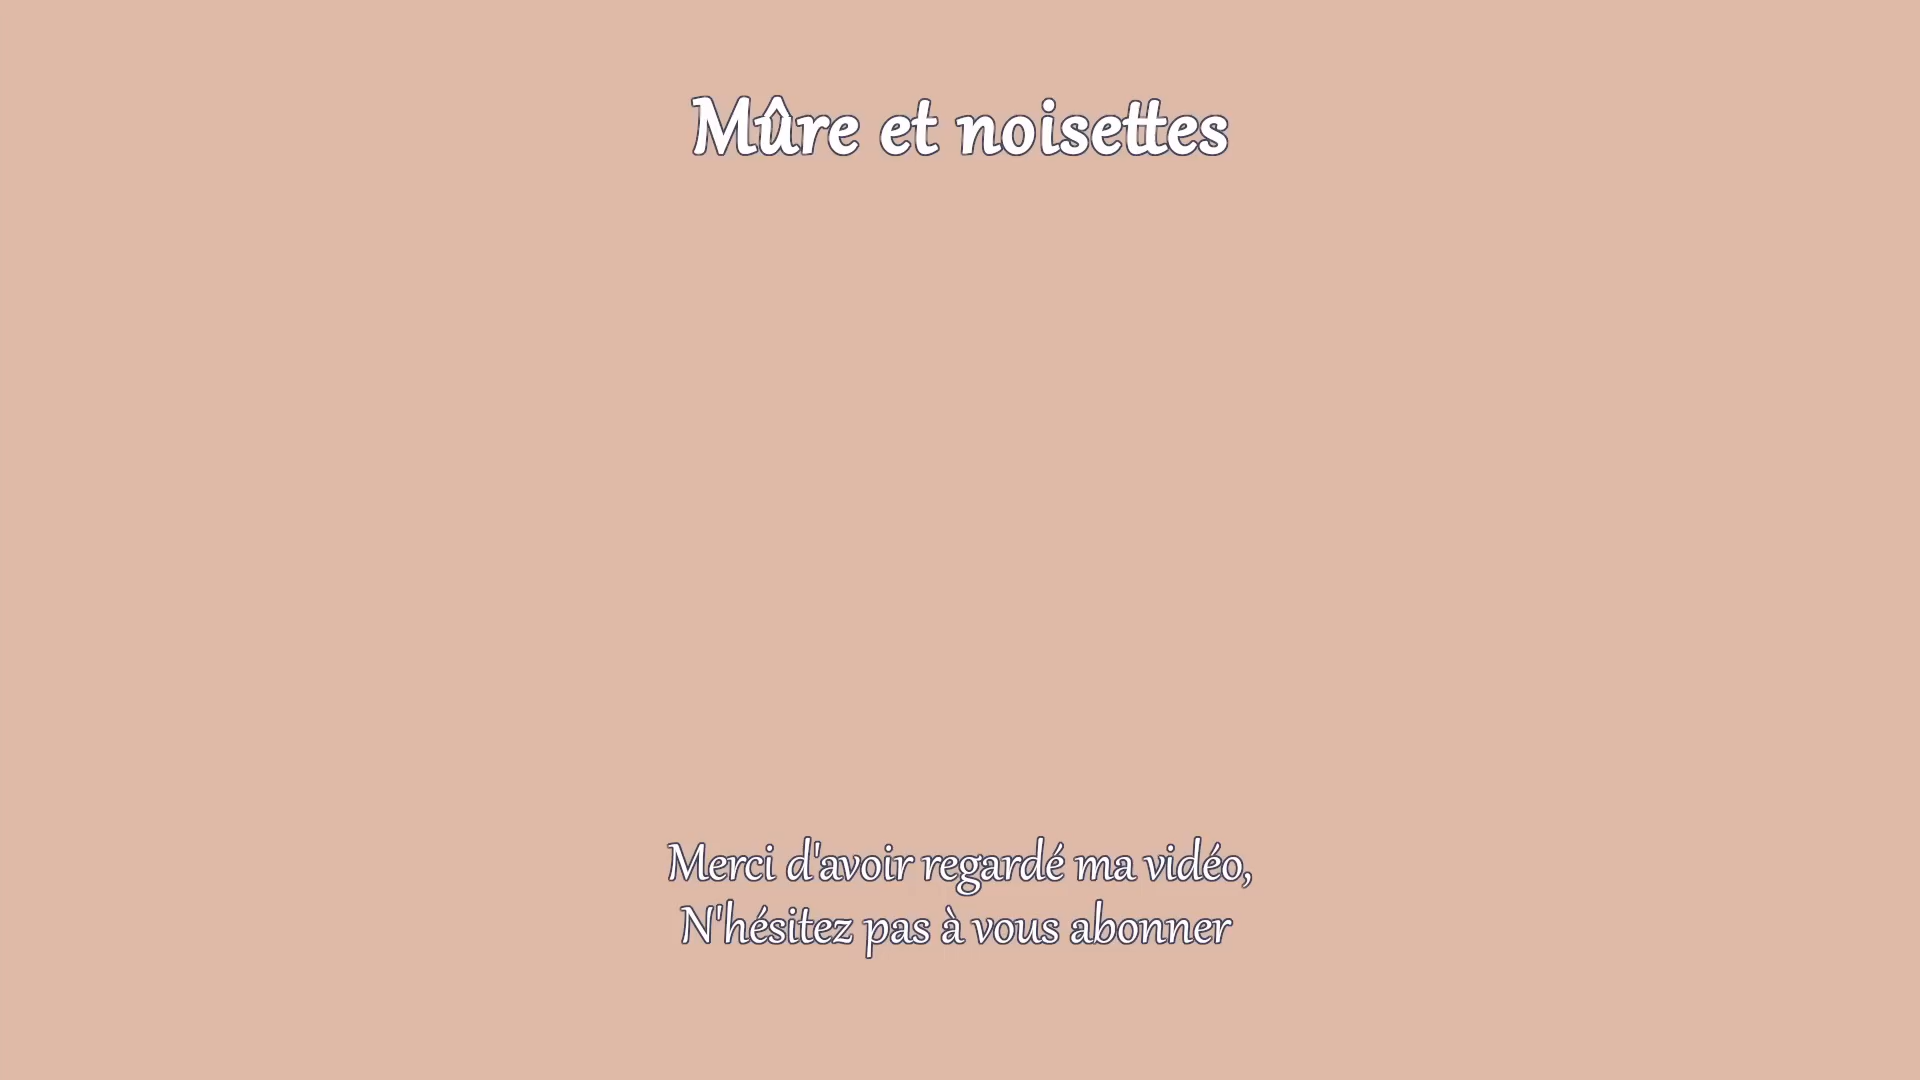 Mûre et noisettes
Merci d'avoir regardé ma vidéo,
N'hésitez pas à vous abonner